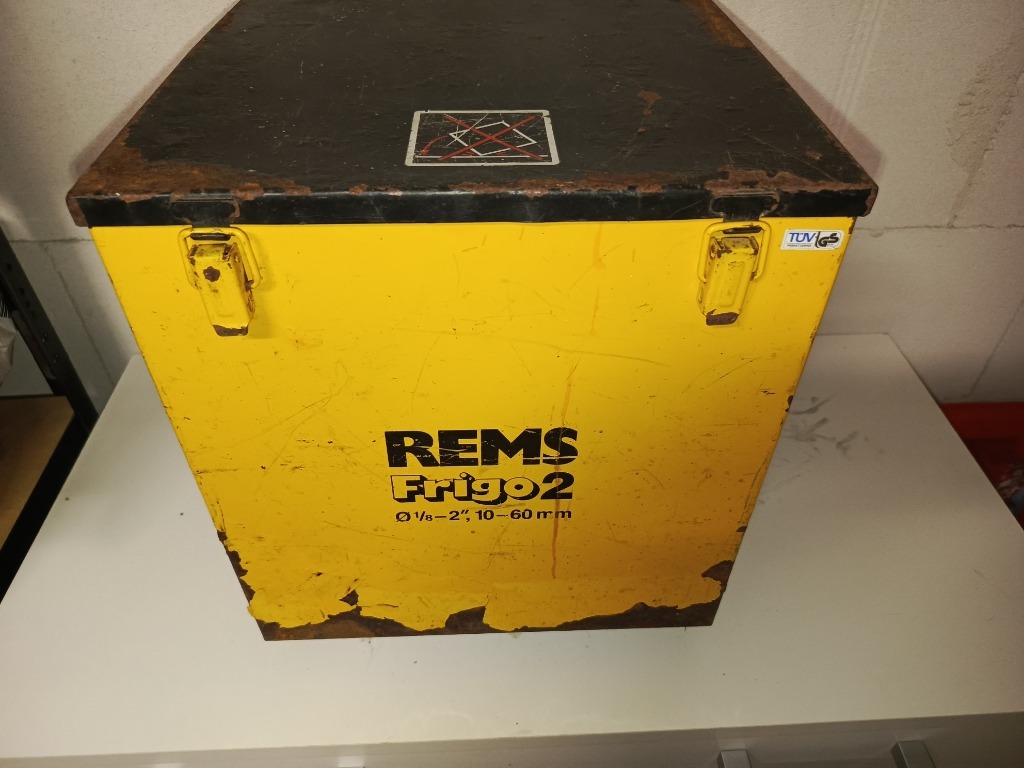 TÜV GS
REMS
Frigo2
Ø 1/8–2", 10–60 mm